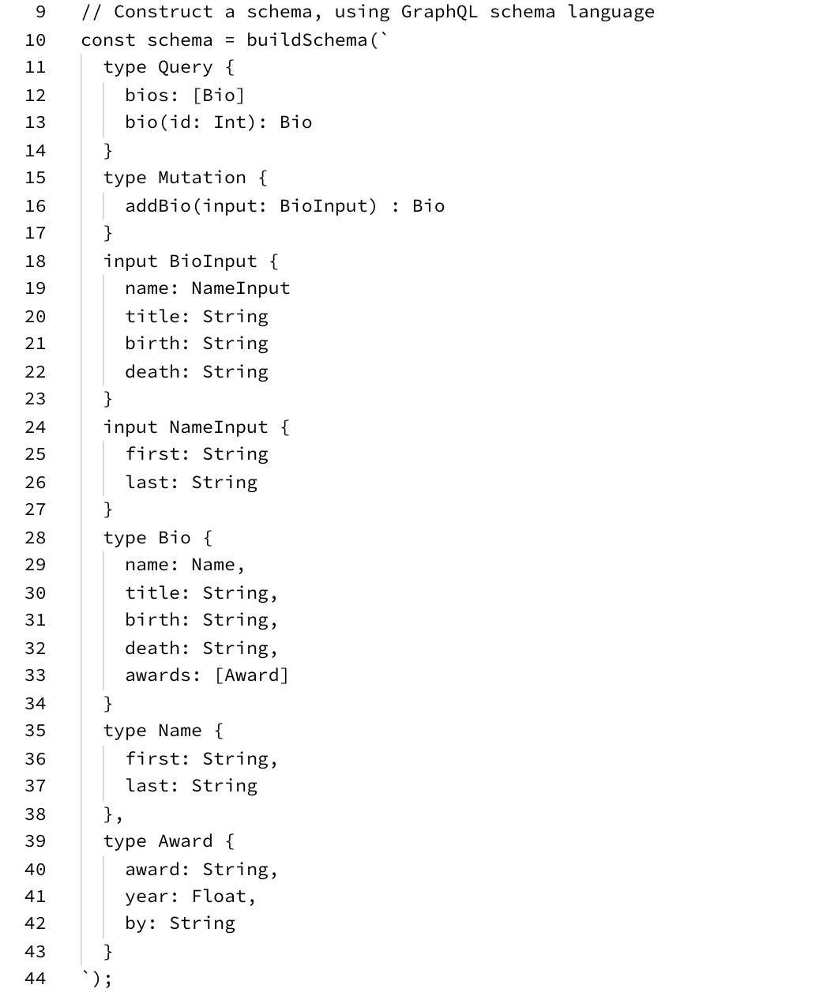 9 // Construct a schema, using GraphQL schema language
10 const schema = buildSchema(`
11 type Query {
12 bios: [Bio]
13 bio(id: Int): Bio
14 }
15 type Mutation {
16 addBio(input: BioInput) : Bio
17 }
18 input BioInput {
19 name: NameInput
20 title: String
21 birth: String
22 death: String
23 }
24 input NameInput {
25 first: String
26 last: String
27 }
28 type Bio {
29 name: Name,
30 title: String,
31 birth: String,
32 death: String,
33 awards: [Award]
34 }
35 type Name {
36 first: String,
37 last: String
38 },
39 type Award {
40 award: String,
41 year: Float,
42 by: String
43 }
44 `);